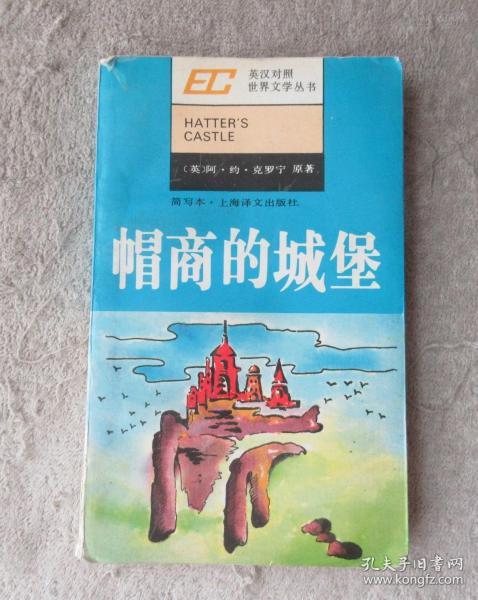 EC
英汉对照
世界文学丛书
HATTER'S
CASTLE
〔英〕阿·约·克罗宁 原著
简写本·上海译文出版社
帽商的城堡
孔夫子旧书网
www.kongfz.com